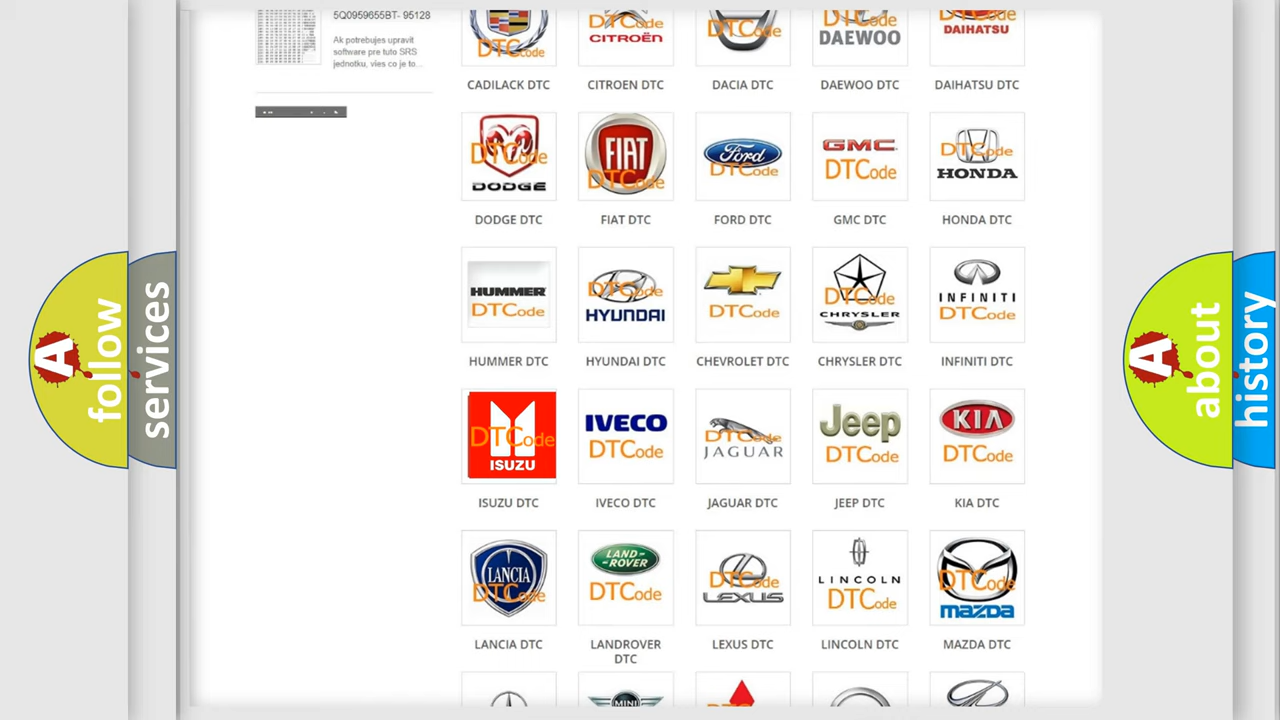 5Q0959655BT- 95128
Ak potrebujes upravit
software pre tuto SRS
jednotku, vies co je to...
DTCode
DTCode
CITROËN
DTCode
DAEWOO
DTCode
DAIHATSU
CADILACK DTC
CITROEN DTC
DACIA DTC
DAEWOO DTC
DAIHATSU DTC
DTCode
DODGE
FIAT
DTCode
Ford
DTCode
GMC
DTCode
DTCode
HONDA
DODGE DTC
FIAT DTC
FORD DTC
GMC DTC
HONDA DTC
HUMMER
DTCode
DTCode
HYUNDAI
DTCode
DTCode
CHRYSLER
INFINITI
DTCode
HUMMER DTC
HYUNDAI DTC
CHEVROLET DTC
CHRYSLER DTC
INFINITI DTC
DTCode
ISUZU
IVECO
DTCode
DTCode
JAGUAR
Jeep
DTCode
KIA
DTCode
ISUZU DTC
IVECO DTC
JAGUAR DTC
JEEP DTC
KIA DTC
LANCIA
DTCode
LAND-
ROVER
DTCode
DTCode
LEXUS
LINCOLN
DTCode
DTCode
mazda
LANCIA DTC
LANDROVER
DTC
LEXUS DTC
LINCOLN DTC
MAZDA DTC
MINI
A
follow
services
A
about
history